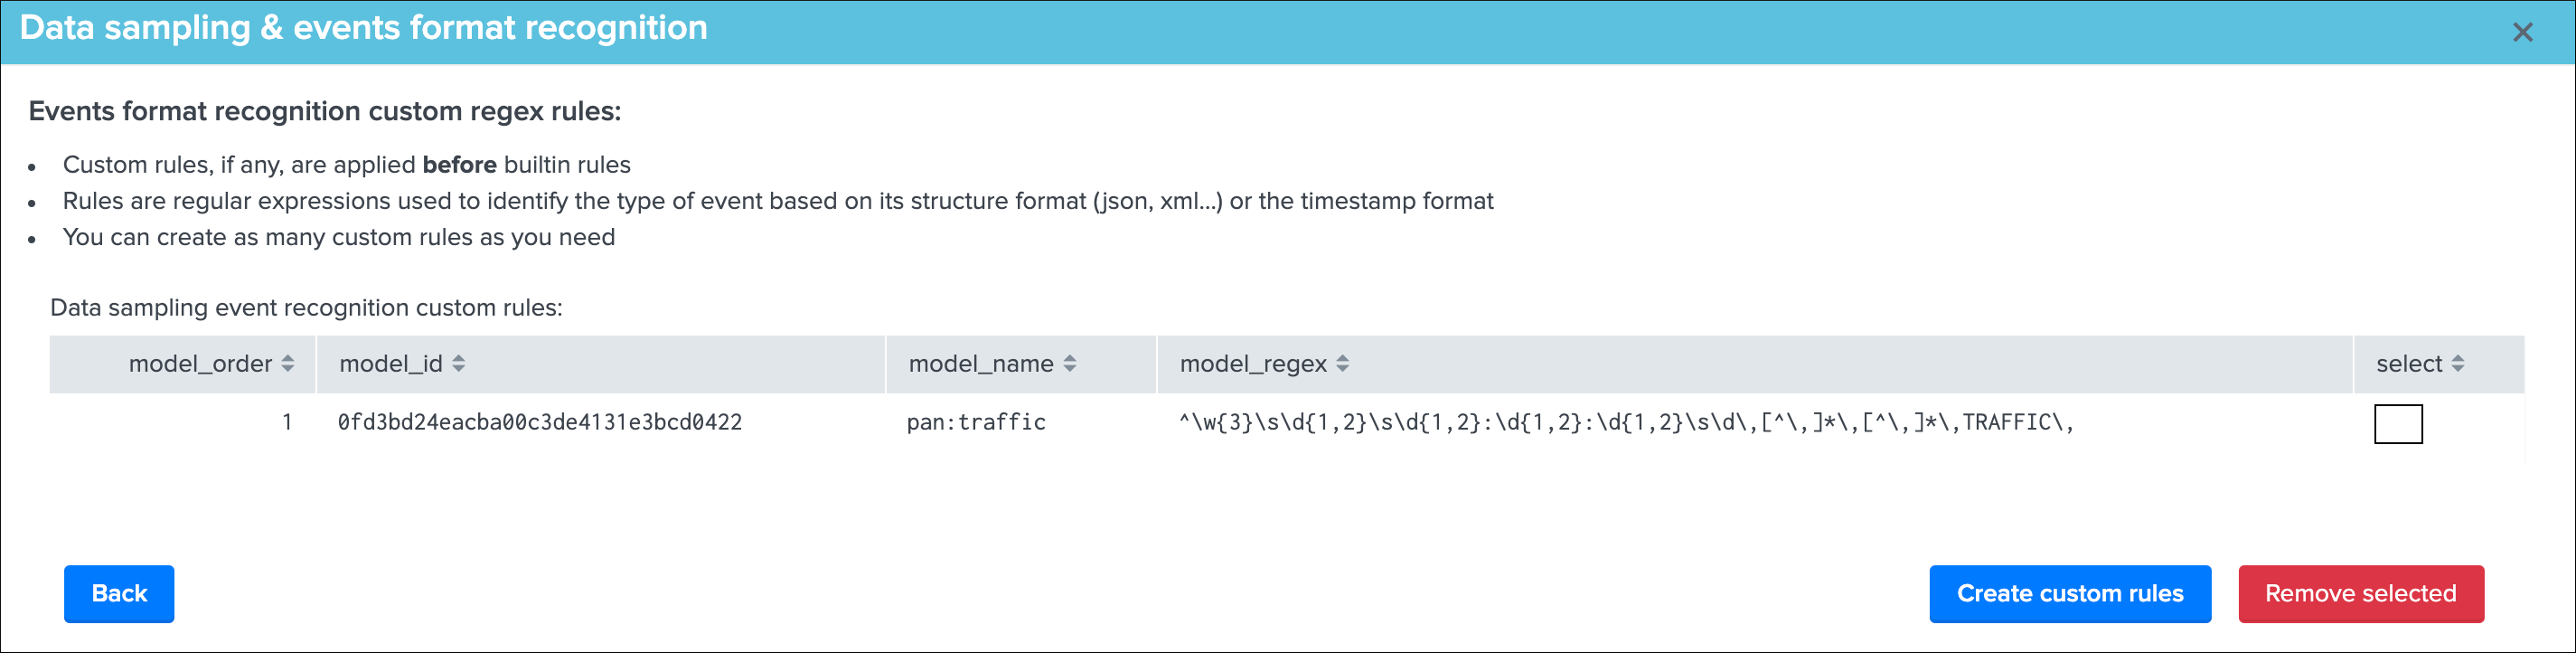 Data sampling & events format recognition
Events format recognition custom regex rules:
• Custom rules, if any, are applied before builtin rules
• Rules are regular expressions used to identify the type of event based on its structure format (json, xml...) or the timestamp format
• You can create as many custom rules as you need
Data sampling event recognition custom rules:
model_order model_id model_name model_regex select
1 0fd3bd24eacba00c3de4131e3bcd0422 pan:traffic ^\w{3}\s\d{1,2}\s\d{1,2}:\d{1,2}:\d{1,2}\s\d\,[^\,]*\,[^\,]*\,TRAFFIC\,
Back Create custom rules Remove selected